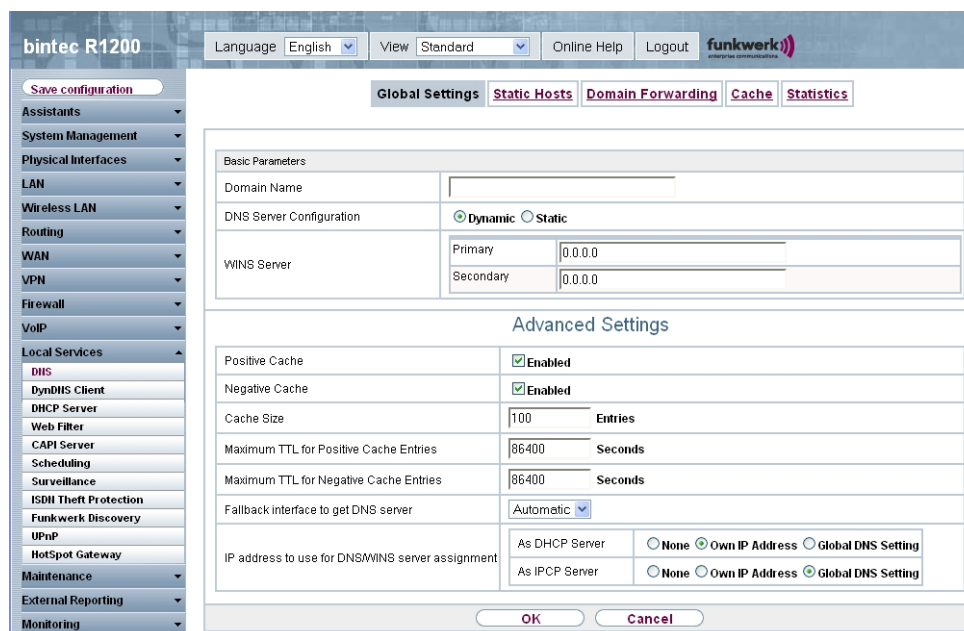 bintec R1200
Language English View Standard Online Help Logout funkwerk
enterprise communications
Save configuration
Assistants
System Management
Physical Interfaces
LAN
Wireless LAN
Routing
WAN
VPN
Firewall
VoIP
Local Services
DNS
DynDNS Client
DHCP Server
Web Filter
CAPI Server
Scheduling
Surveillance
ISDN Theft Protection
Funkwerk Discovery
UPnP
HotSpot Gateway
Maintenance
External Reporting
Monitoring
Global Settings Static Hosts Domain Forwarding Cache Statistics
Basic Parameters
Domain Name
DNS Server Configuration Dynamic Static
WINS Server
Primary 0.0.0.0
Secondary 0.0.0.0
Advanced Settings
Positive Cache Enabled
Negative Cache Enabled
Cache Size 100 Entries
Maximum TTL for Positive Cache Entries 86400 Seconds
Maximum TTL for Negative Cache Entries 86400 Seconds
Fallback interface to get DNS server Automatic
IP address to use for DNS/WINS server assignment
As DHCP Server None Own IP Address Global DNS Setting
As IPCP Server None Own IP Address Global DNS Setting
OK Cancel